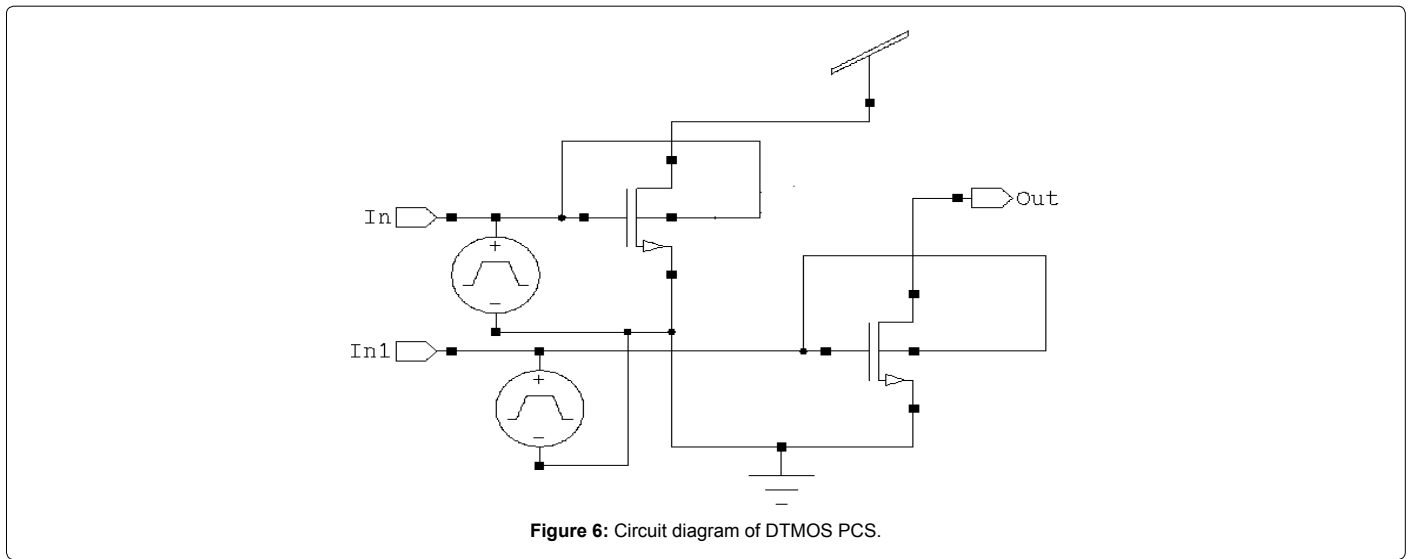 In
Out
In1
+
−
+
−
Figure 6: Circuit diagram of DTMOS PCS.